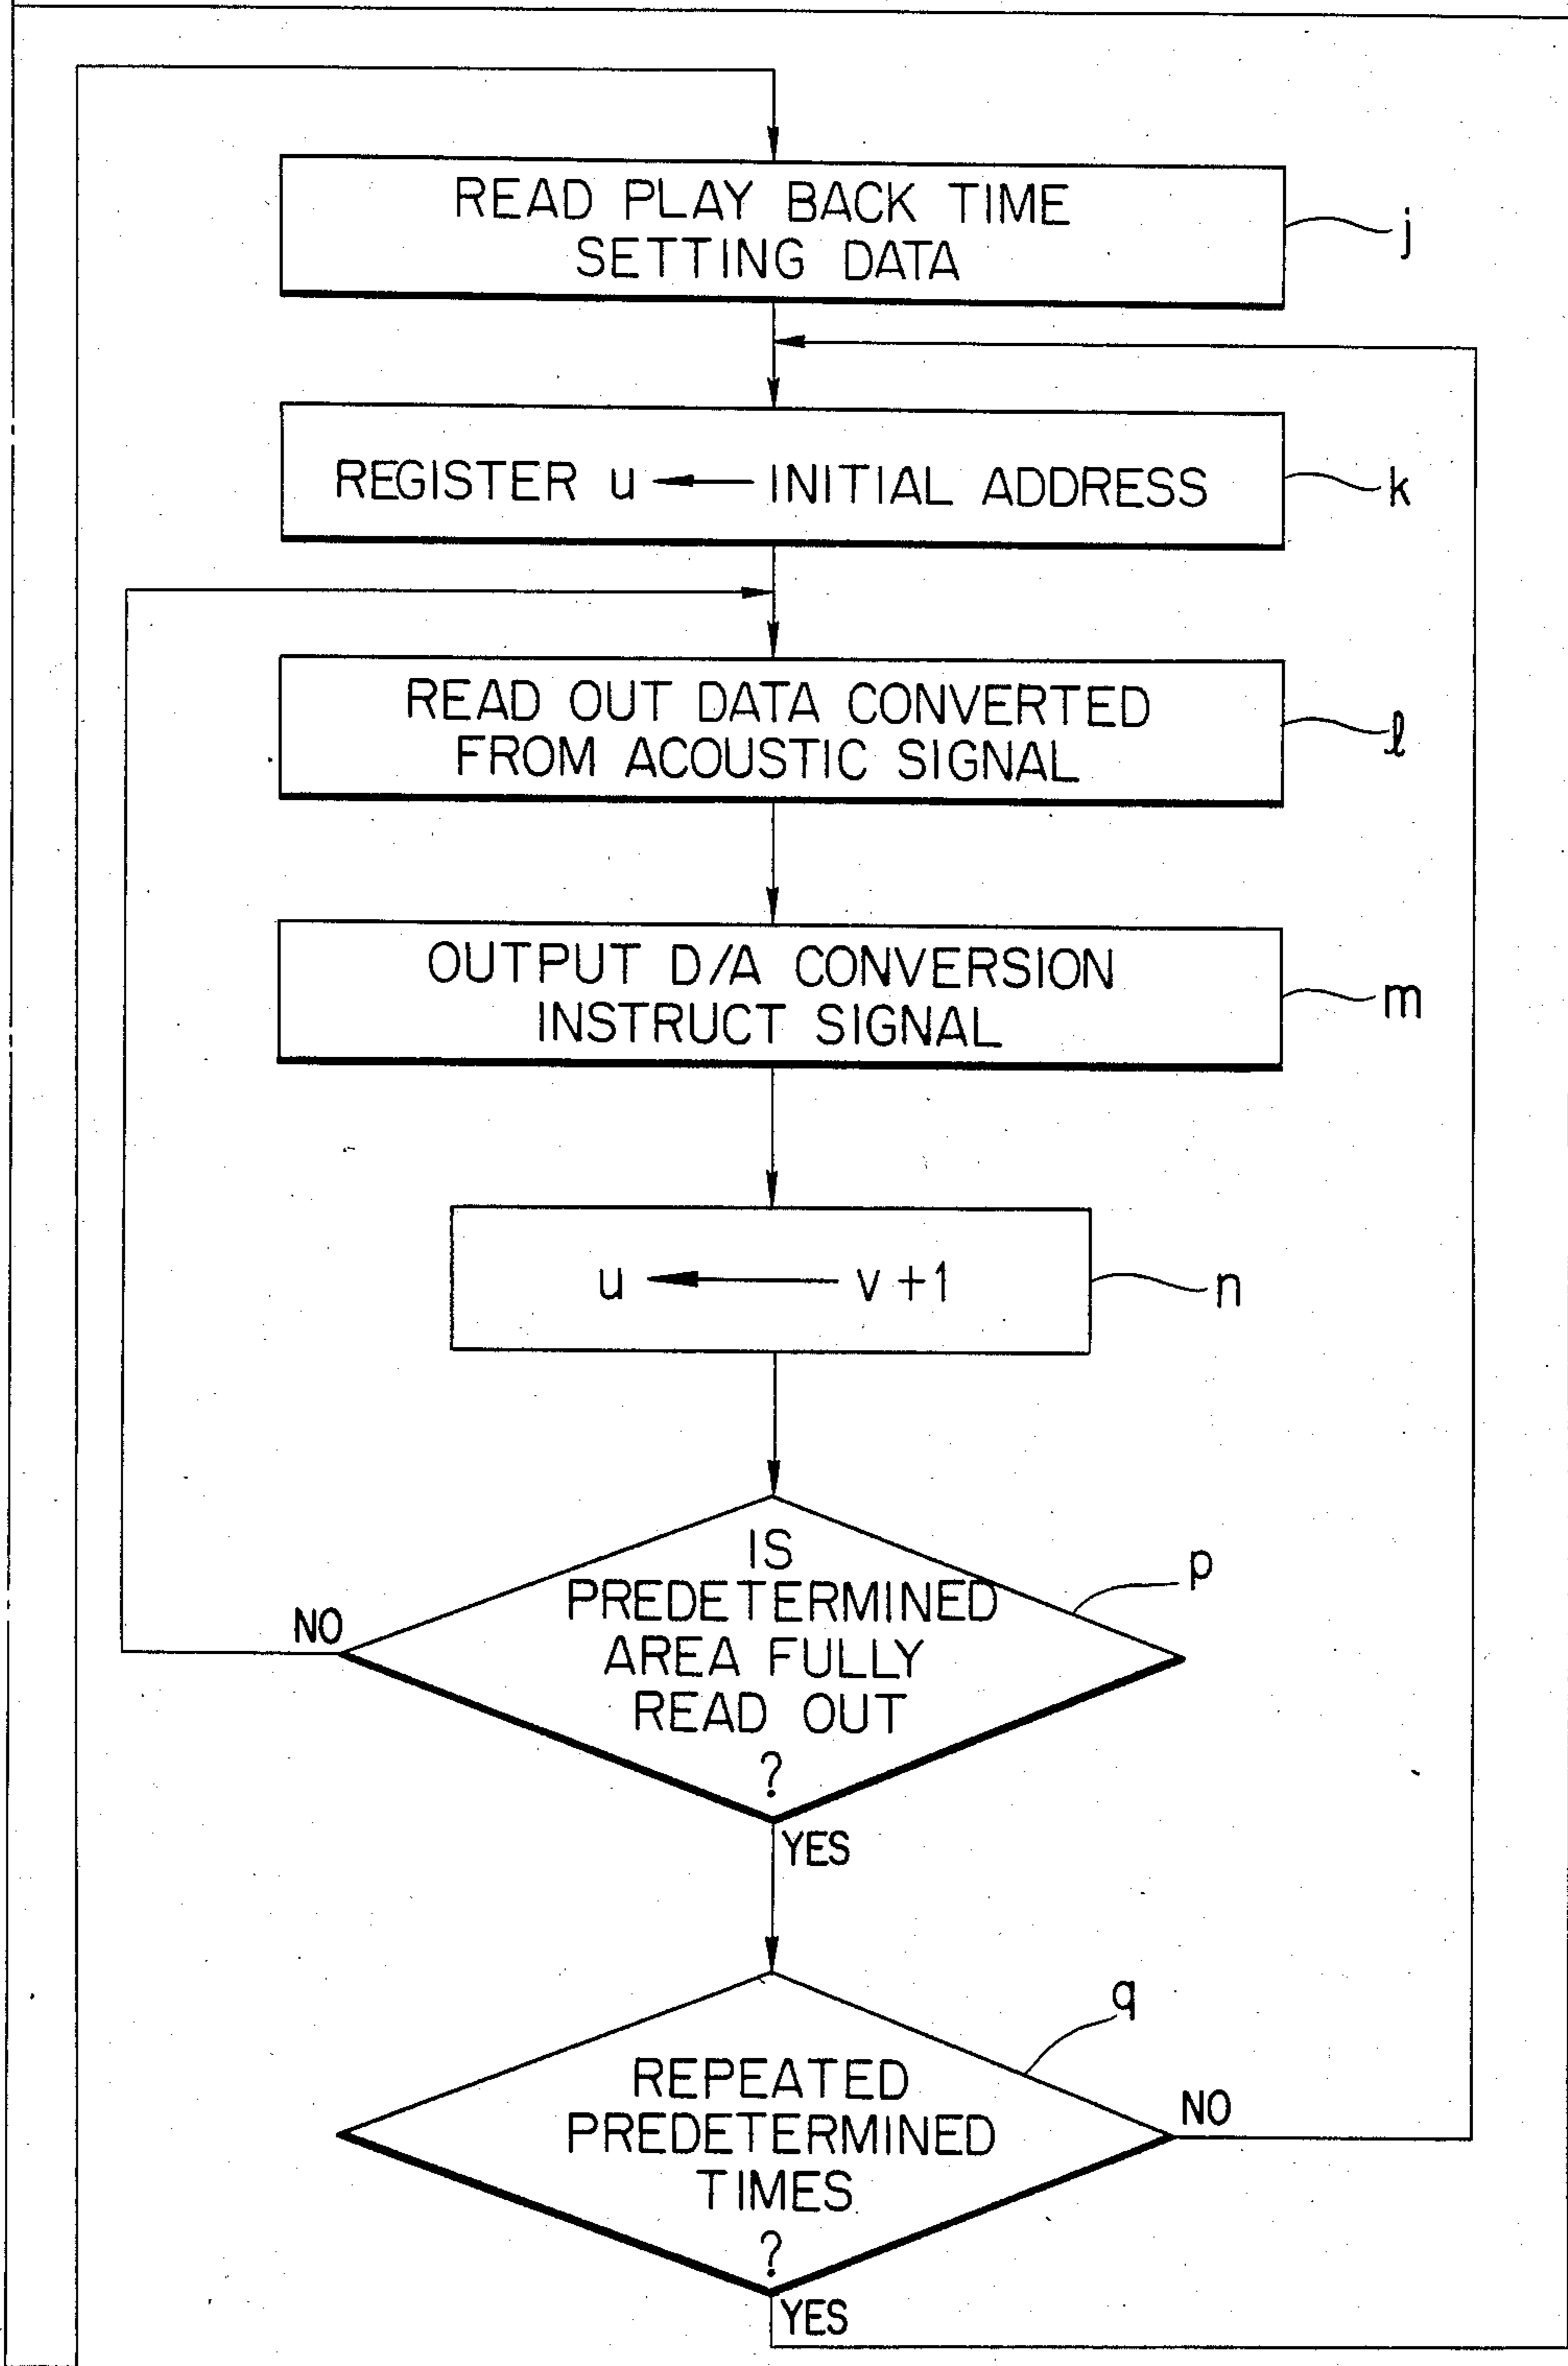 READ PLAY BACK TIME
SETTING DATA
j
REGISTER u ← INITIAL ADDRESS
k
READ OUT DATA CONVERTED
FROM ACOUSTIC SIGNAL
ℓ
OUTPUT D/A CONVERSION
INSTRUCT SIGNAL
m
u ← v+1
n
IS
PREDETERMINED
AREA FULLY
READ OUT
?
p
NO
YES
q
REPEATED
PREDETERMINED
TIMES
?
NO
YES